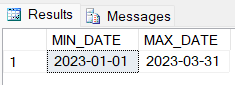 Results Messages
MIN_DATE MAX_DATE
1 2023-01-01 2023-03-31